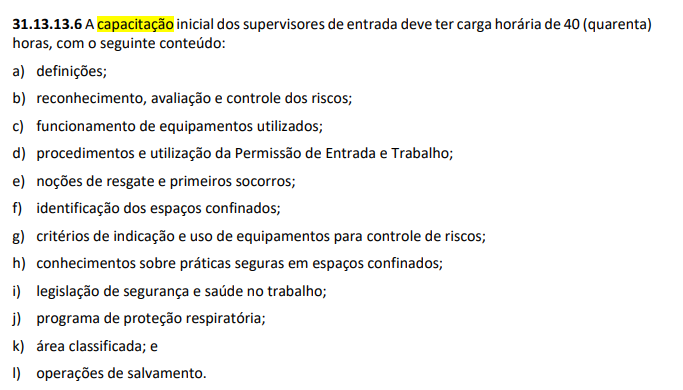 31.13.13.6 A capacitação inicial dos supervisores de entrada deve ter carga horária de 40 (quarenta)
horas, com o seguinte conteúdo:
a) definições;
b) reconhecimento, avaliação e controle dos riscos;
c) funcionamento de equipamentos utilizados;
d) procedimentos e utilização da Permissão de Entrada e Trabalho;
e) noções de resgate e primeiros socorros;
f) identificação dos espaços confinados;
g) critérios de indicação e uso de equipamentos para controle de riscos;
h) conhecimentos sobre práticas seguras em espaços confinados;
i) legislação de segurança e saúde no trabalho;
j) programa de proteção respiratória;
k) área classificada; e
l) operações de salvamento.